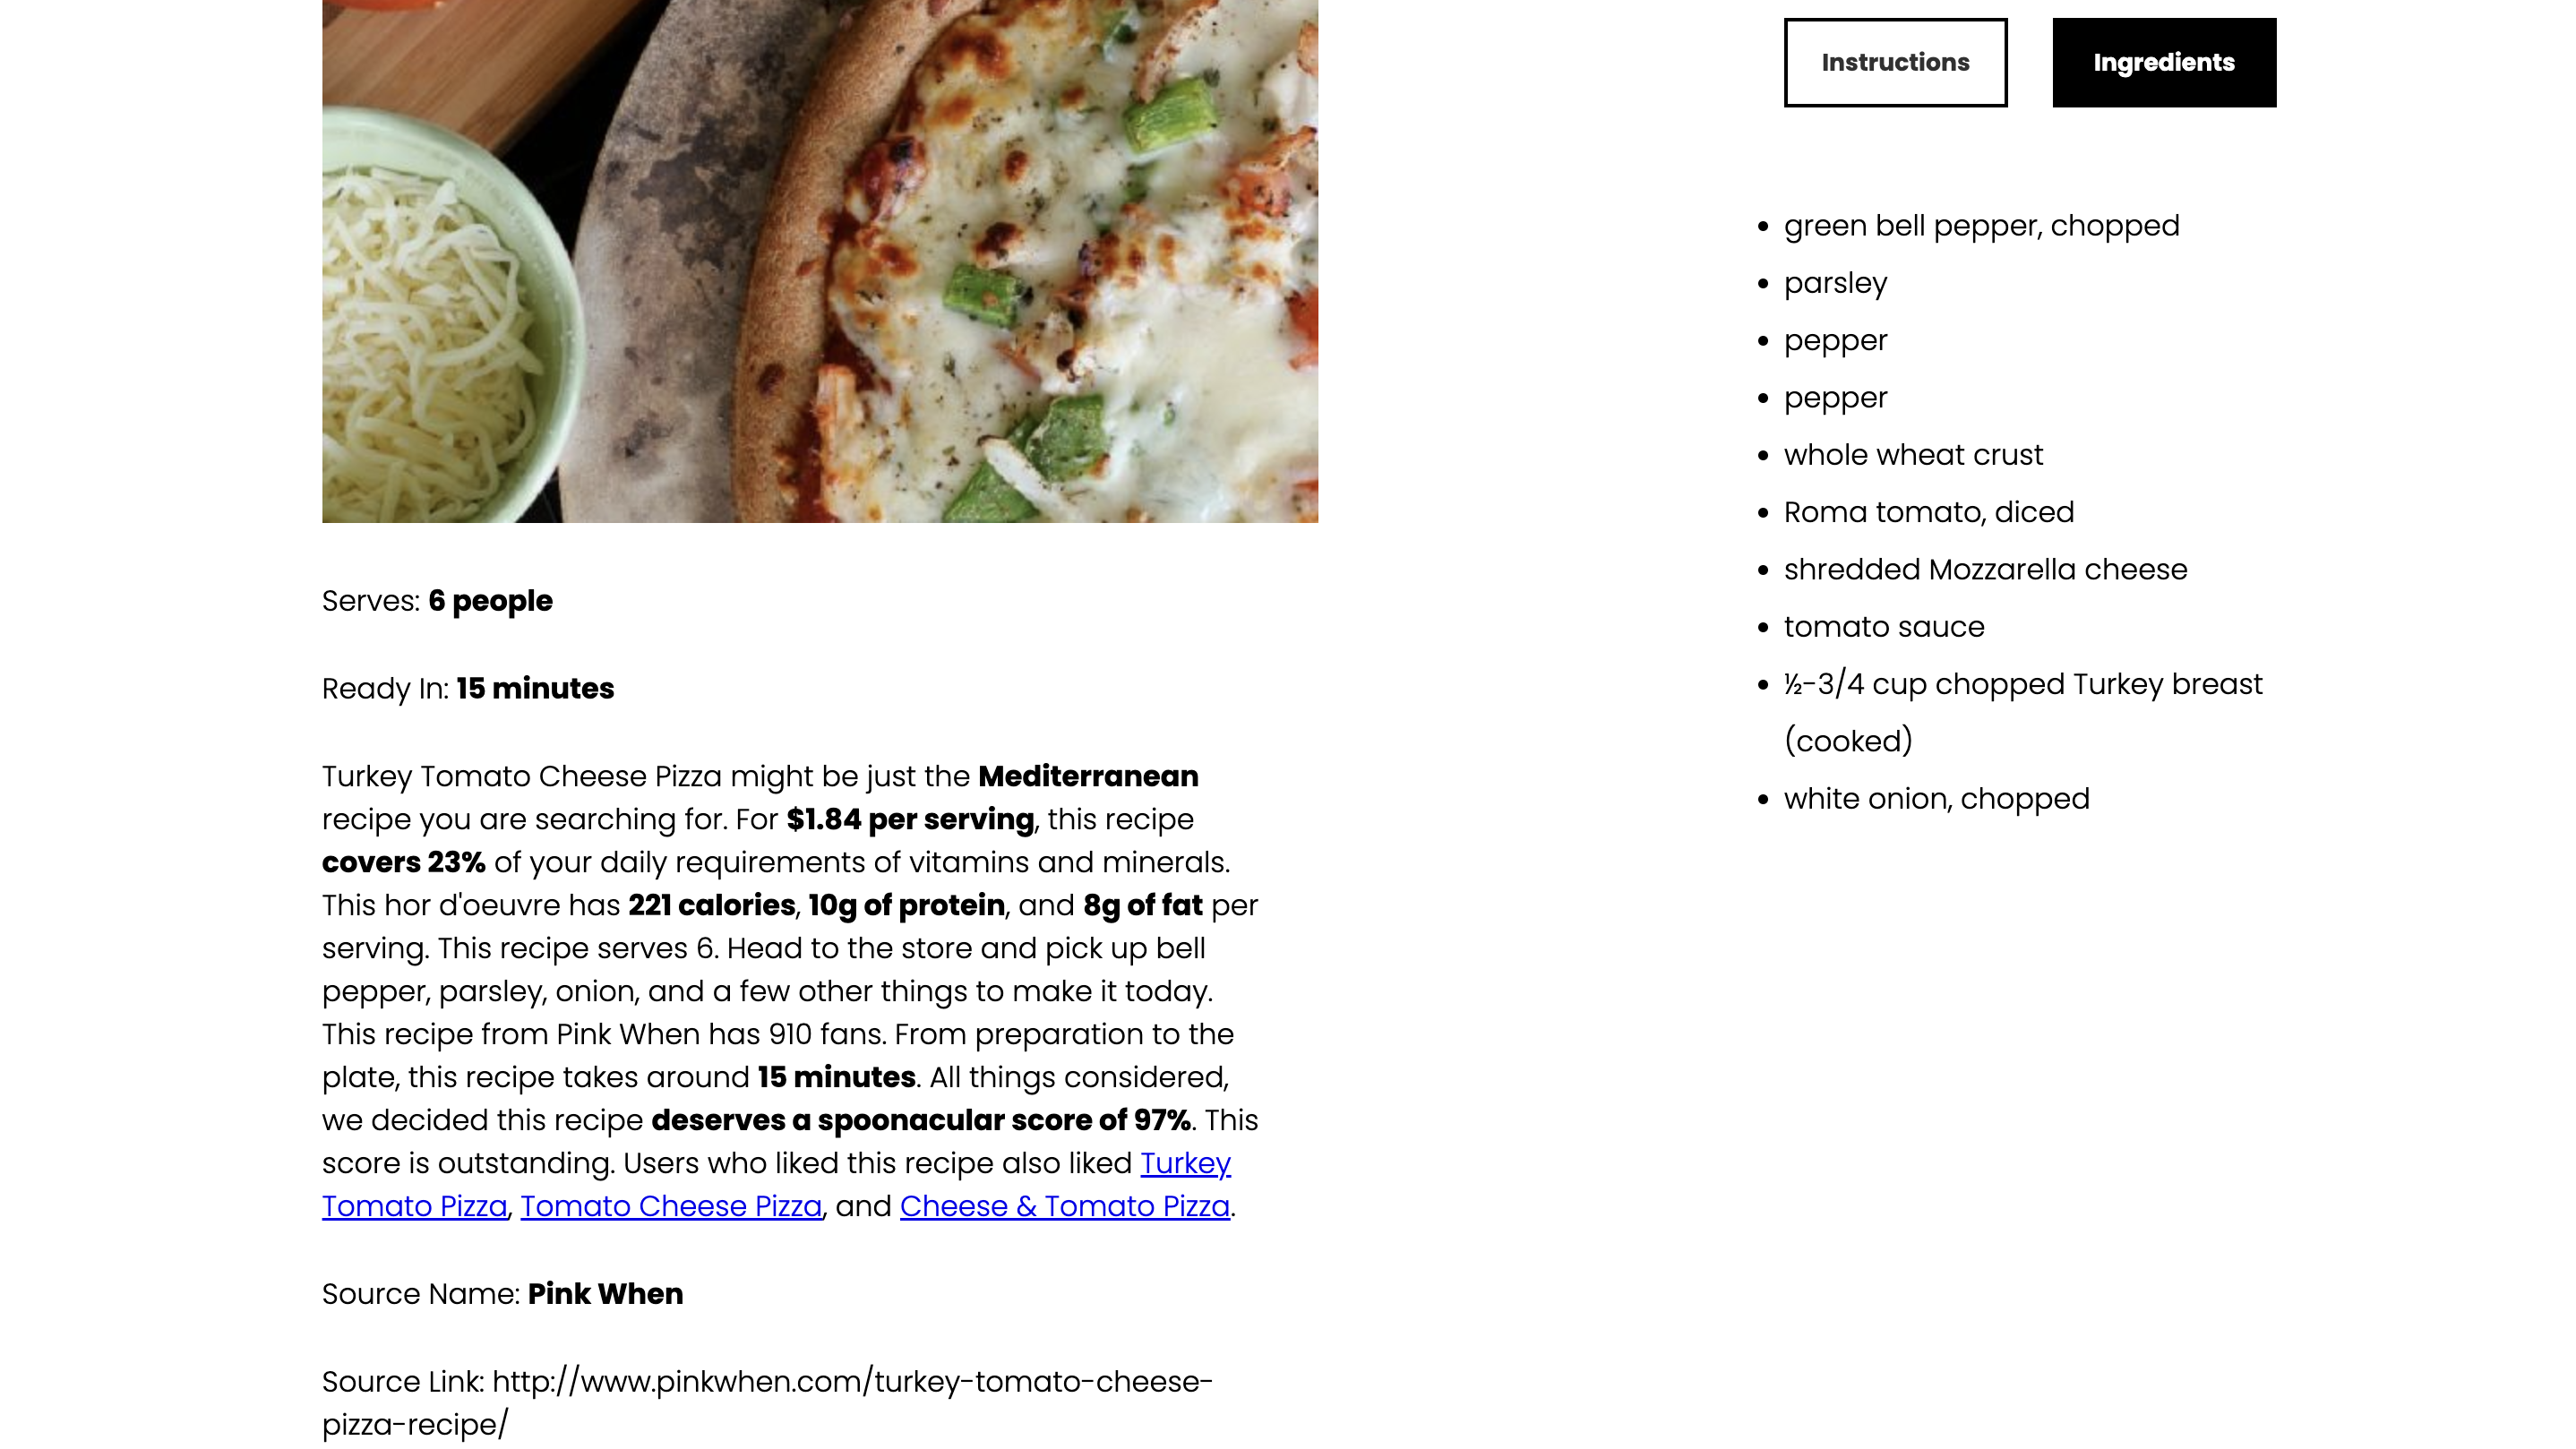 Instructions
Ingredients
green bell pepper, chopped
parsley
pepper
pepper
whole wheat crust
Roma tomato, diced
shredded Mozzarella cheese
tomato sauce
½-3/4 cup chopped Turkey breast
(cooked)
white onion, chopped
Serves: 6 people
Ready In: 15 minutes
Turkey Tomato Cheese Pizza might be just the Mediterranean
recipe you are searching for. For $1.84 per serving, this recipe
covers 23% of your daily requirements of vitamins and minerals.
This hor d'oeuvre has 221 calories, 10g of protein, and 8g of fat per
serving. This recipe serves 6. Head to the store and pick up bell
pepper, parsley, onion, and a few other things to make it today.
This recipe from Pink When has 910 fans. From preparation to the
plate, this recipe takes around 15 minutes. All things considered,
we decided this recipe deserves a spoonacular score of 97%. This
score is outstanding. Users who liked this recipe also liked Turkey
Tomato Pizza, Tomato Cheese Pizza, and Cheese & Tomato Pizza.
Source Name: Pink When
Source Link: http://www.pinkwhen.com/turkey-tomato-cheese-
pizza-recipe/